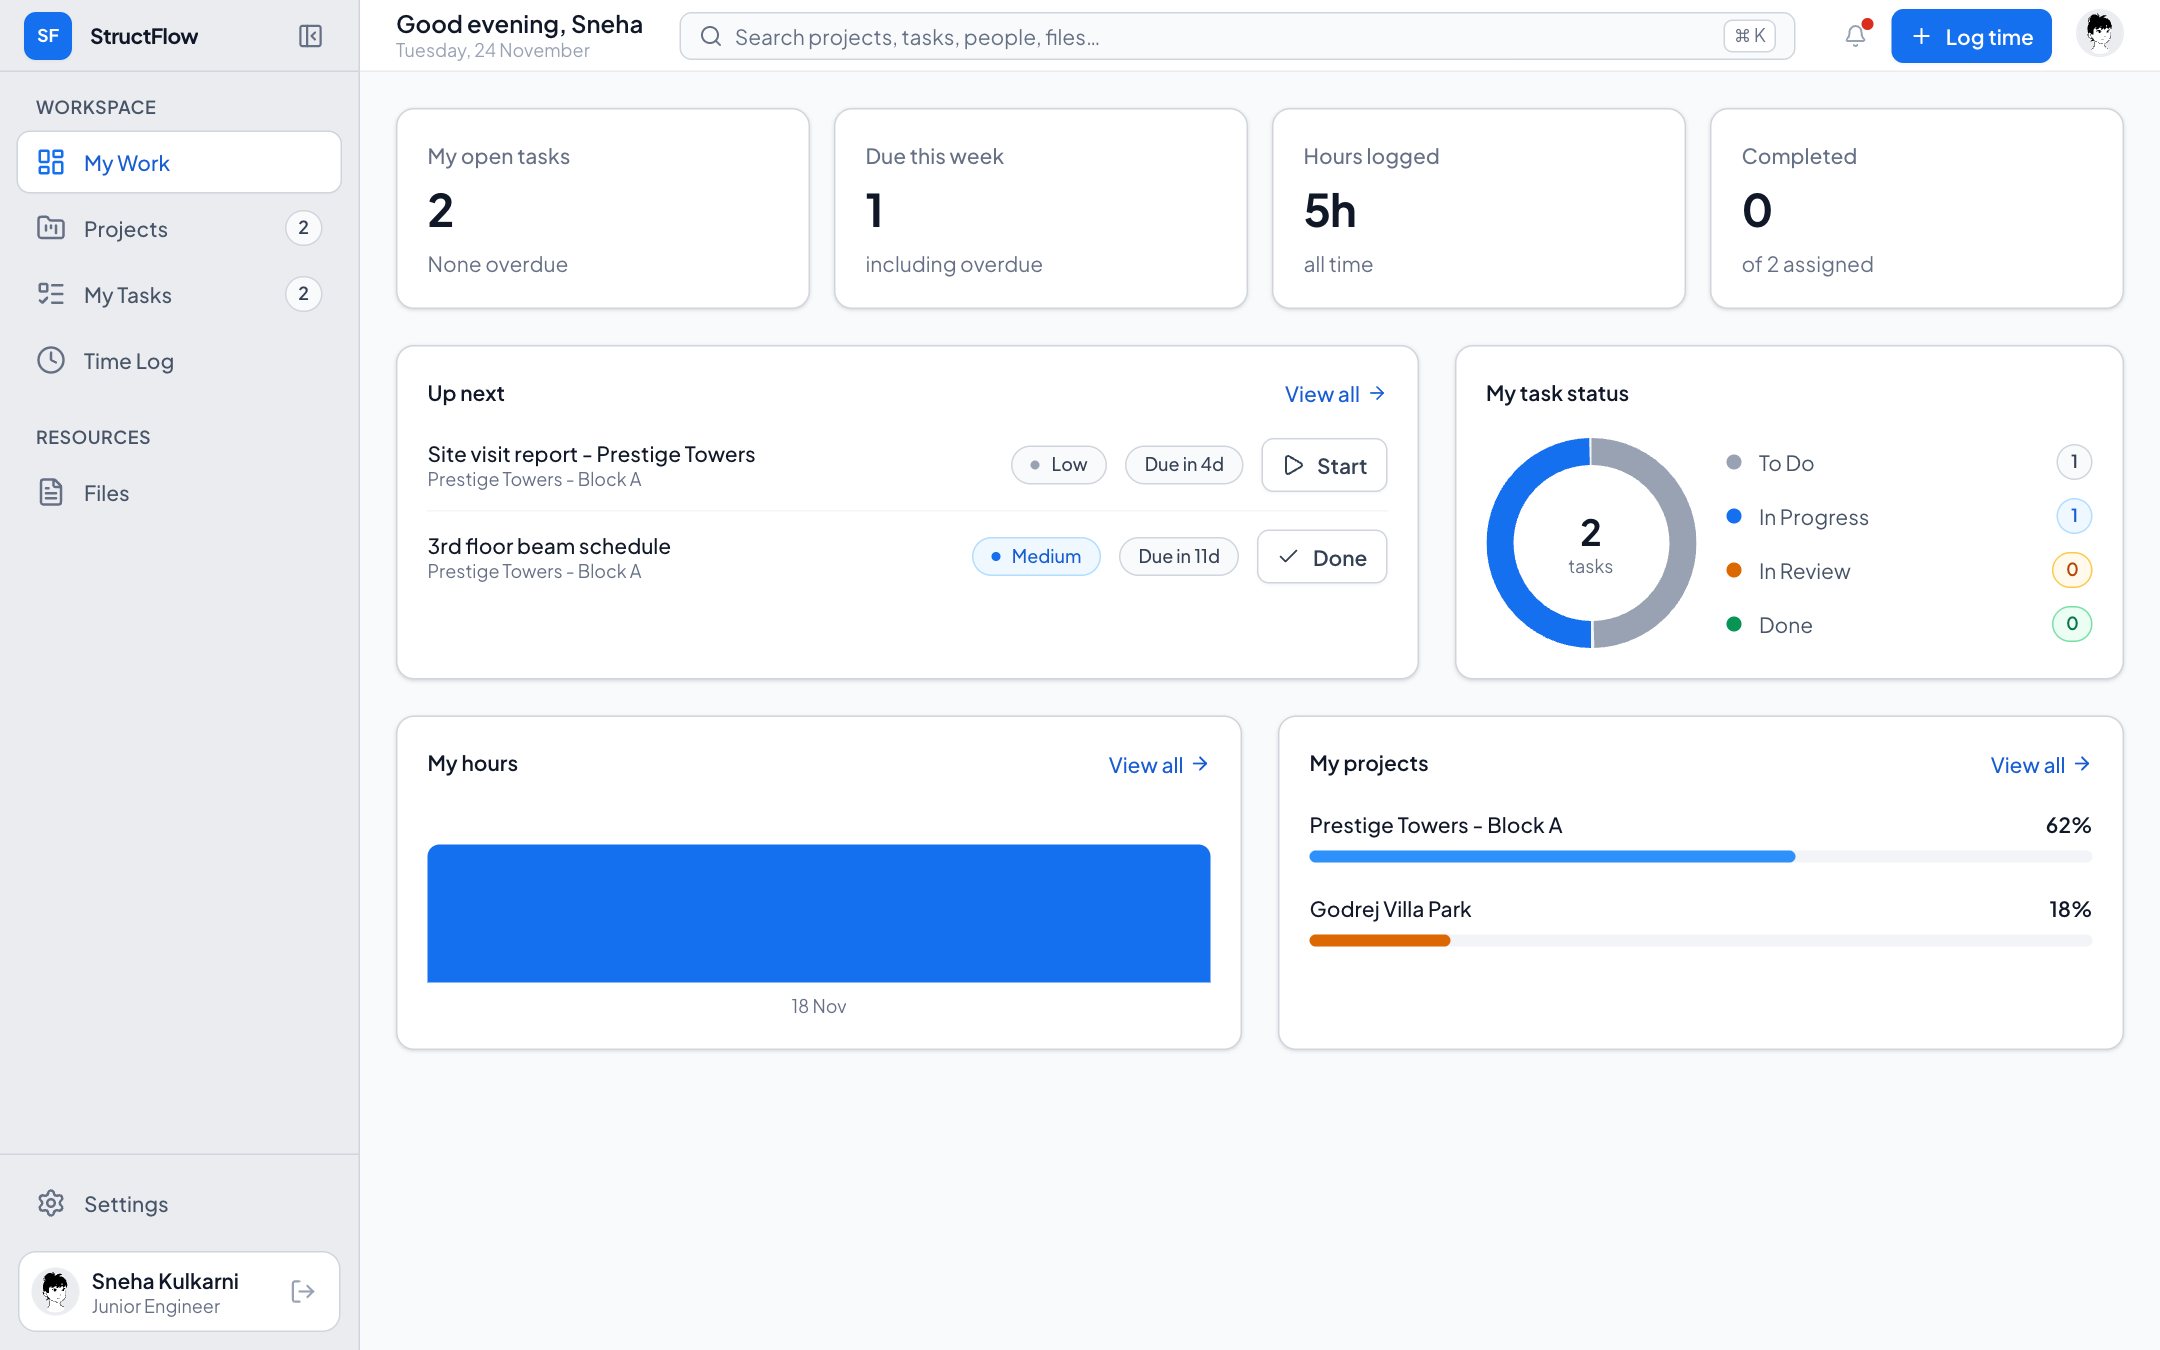 SF
StructFlow
WORKSPACE
My Work
Projects 2
My Tasks 2
Time Log
RESOURCES
Files
Settings
Sneha Kulkarni
Junior Engineer
Good evening, Sneha
Tuesday, 24 November
Search projects, tasks, people, files...
⌘ K
Log time
My open tasks
2
None overdue
Due this week
1
including overdue
Hours logged
5h
all time
Completed
0
of 2 assigned
Up next
View all
Site visit report - Prestige Towers
Prestige Towers - Block A
Low
Due in 4d
Start
3rd floor beam schedule
Prestige Towers - Block A
Medium
Due in 11d
Done
My task status
2
tasks
To Do 1
In Progress 1
In Review 0
Done 0
My hours
View all
18 Nov
My projects
View all
Prestige Towers - Block A 62%
Godrej Villa Park 18%